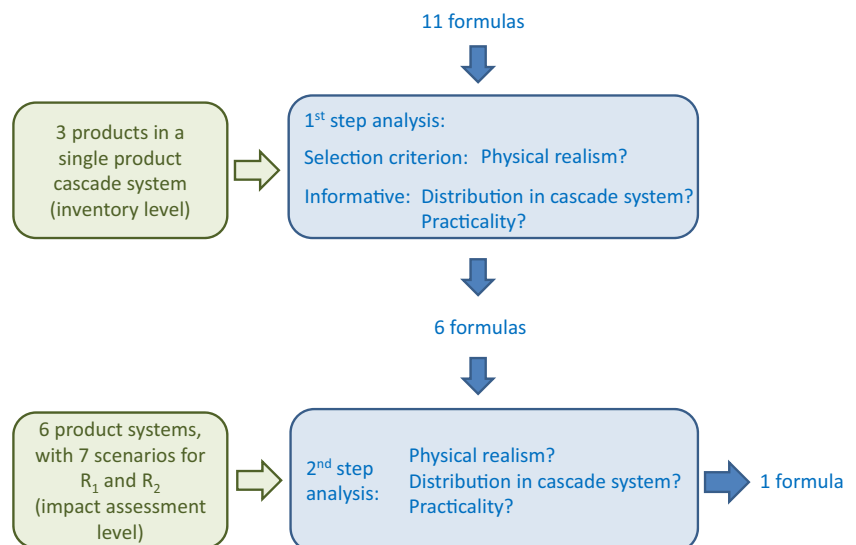 11 formulas
3 products in a
single product
cascade system
(inventory level)
1st step analysis:
Selection criterion: Physical realism?
Informative: Distribution in cascade system?
Practicality?
6 formulas
6 product systems,
with 7 scenarios for
R1 and R2
(impact assessment
level)
2nd step
analysis:
Physical realism?
Distribution in cascade system?
Practicality?
1 formula